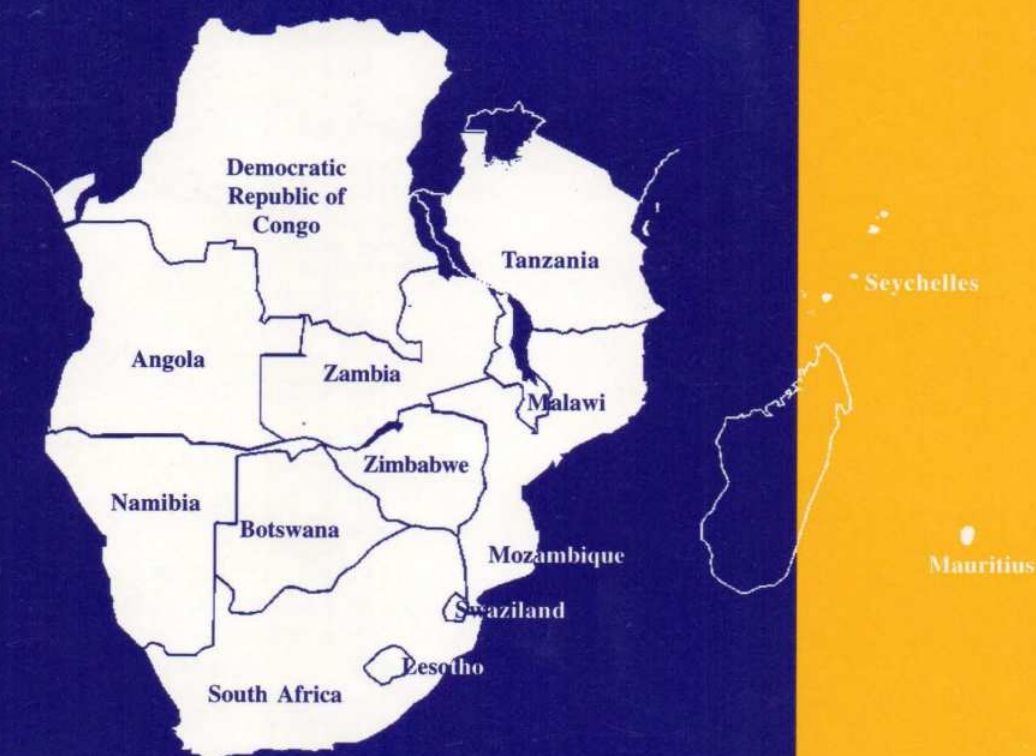 Democratic
Republic of
Congo
Tanzania
Seychelles
Angola
Zambia
Malawi
Zimbabwe
Namibia
Botswana
Mozambique
Mauritius
Swaziland
Lesotho
South Africa